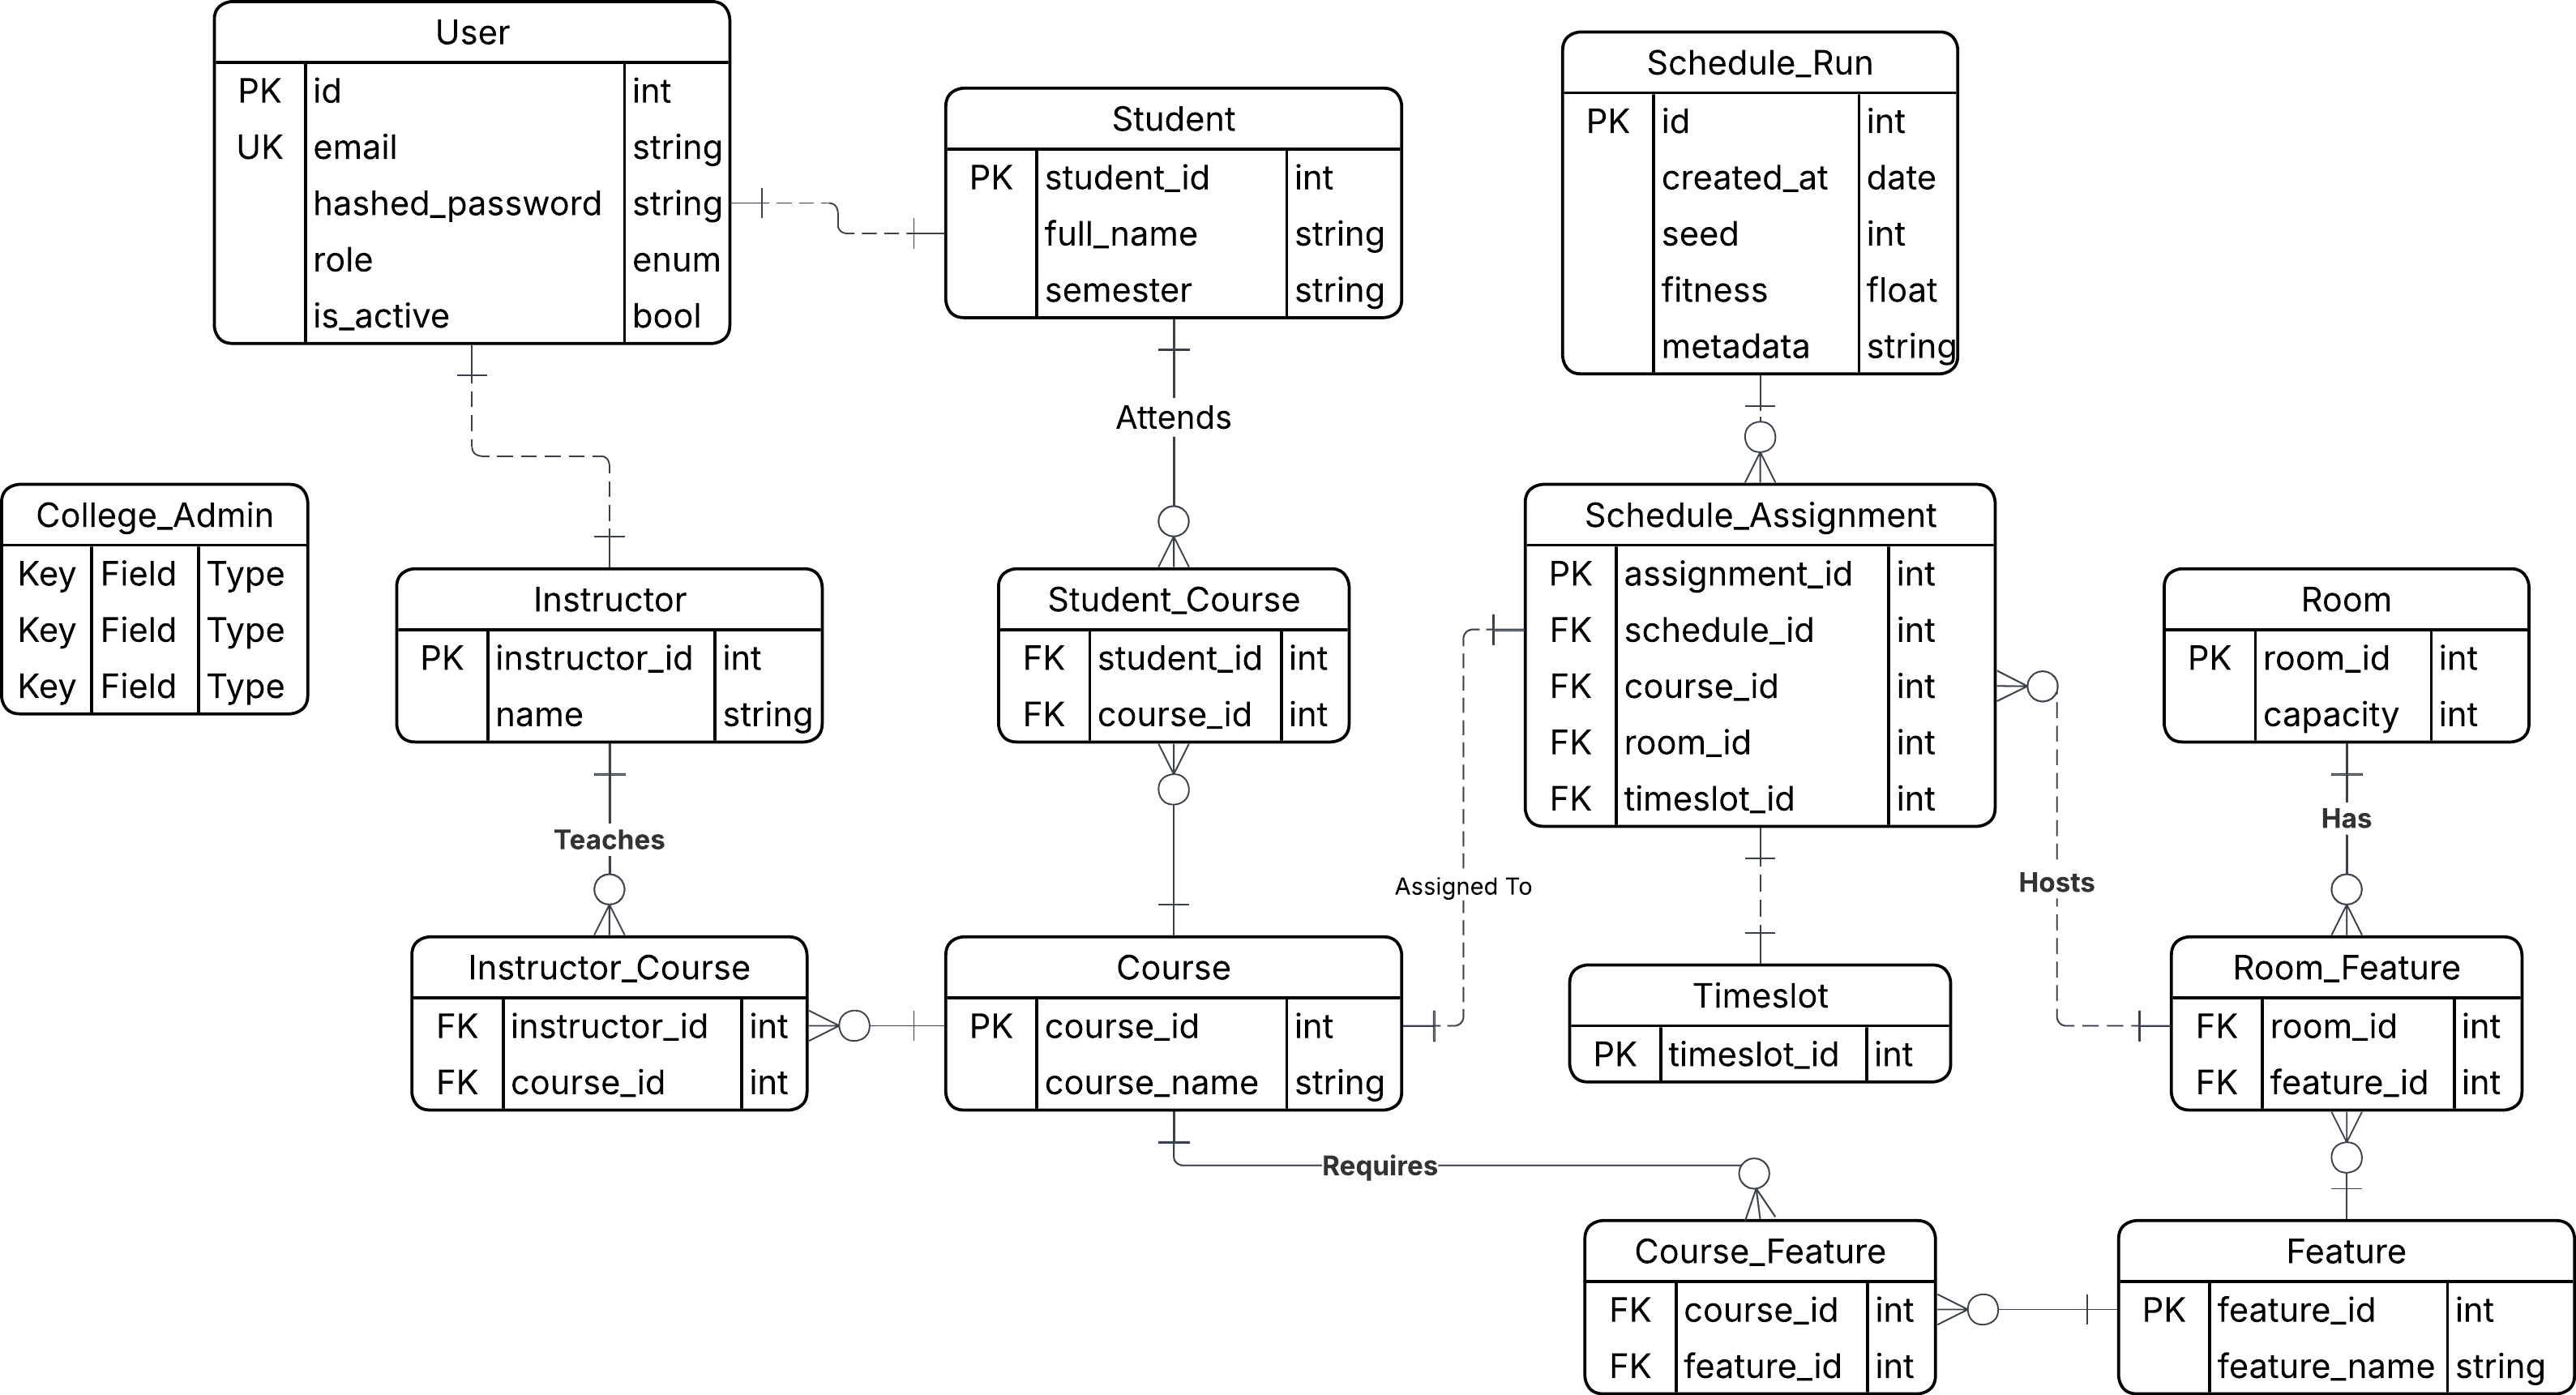 User
PK id int
UK email string
hashed_password string
role enum
is_active bool
Student
PK student_id int
full_name string
semester string
Schedule_Run
PK id int
created_at date
seed int
fitness float
metadata string
Attends
College_Admin
Key Field Type
Key Field Type
Key Field Type
Instructor
PK instructor_id int
name string
Student_Course
FK student_id int
FK course_id int
Schedule_Assignment
PK assignment_id int
FK schedule_id int
FK course_id int
FK room_id int
FK timeslot_id int
Room
PK room_id int
capacity int
Teaches
Assigned To
Hosts
Has
Instructor_Course
FK instructor_id int
FK course_id int
Course
PK course_id int
course_name string
Timeslot
PK timeslot_id int
Room_Feature
FK room_id int
FK feature_id int
Requires
Course_Feature
FK course_id int
FK feature_id int
Feature
PK feature_id int
feature_name string